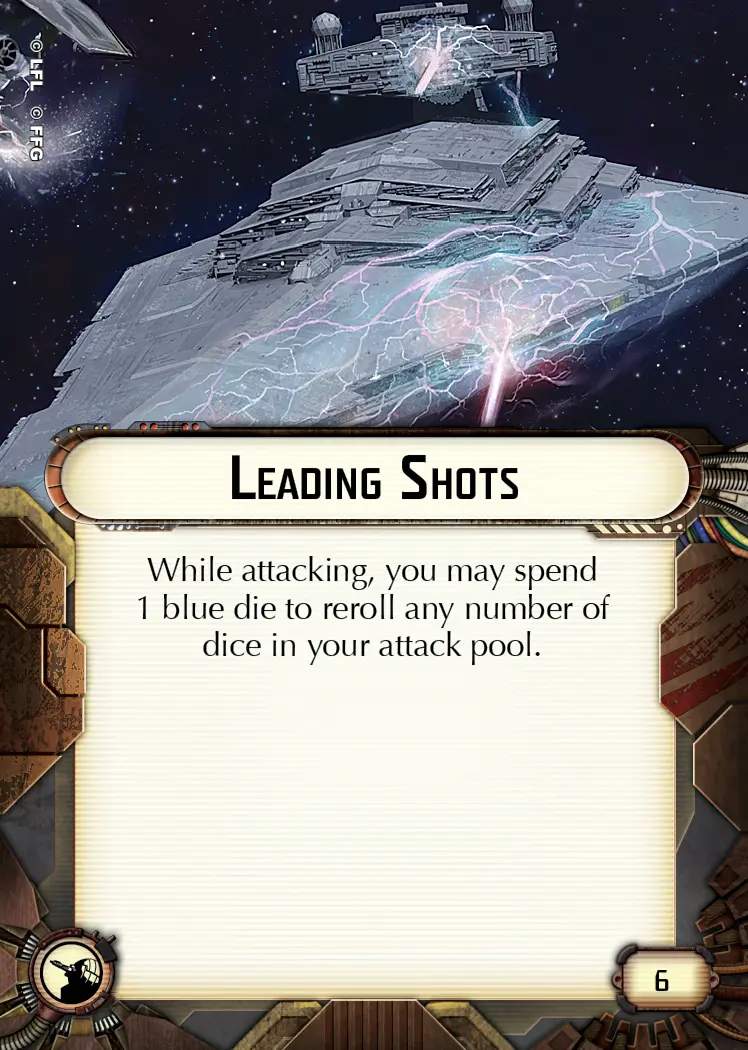 © LFL © FFG
Leading Shots
While attacking, you may spend
1 blue die to reroll any number of
dice in your attack pool.
6